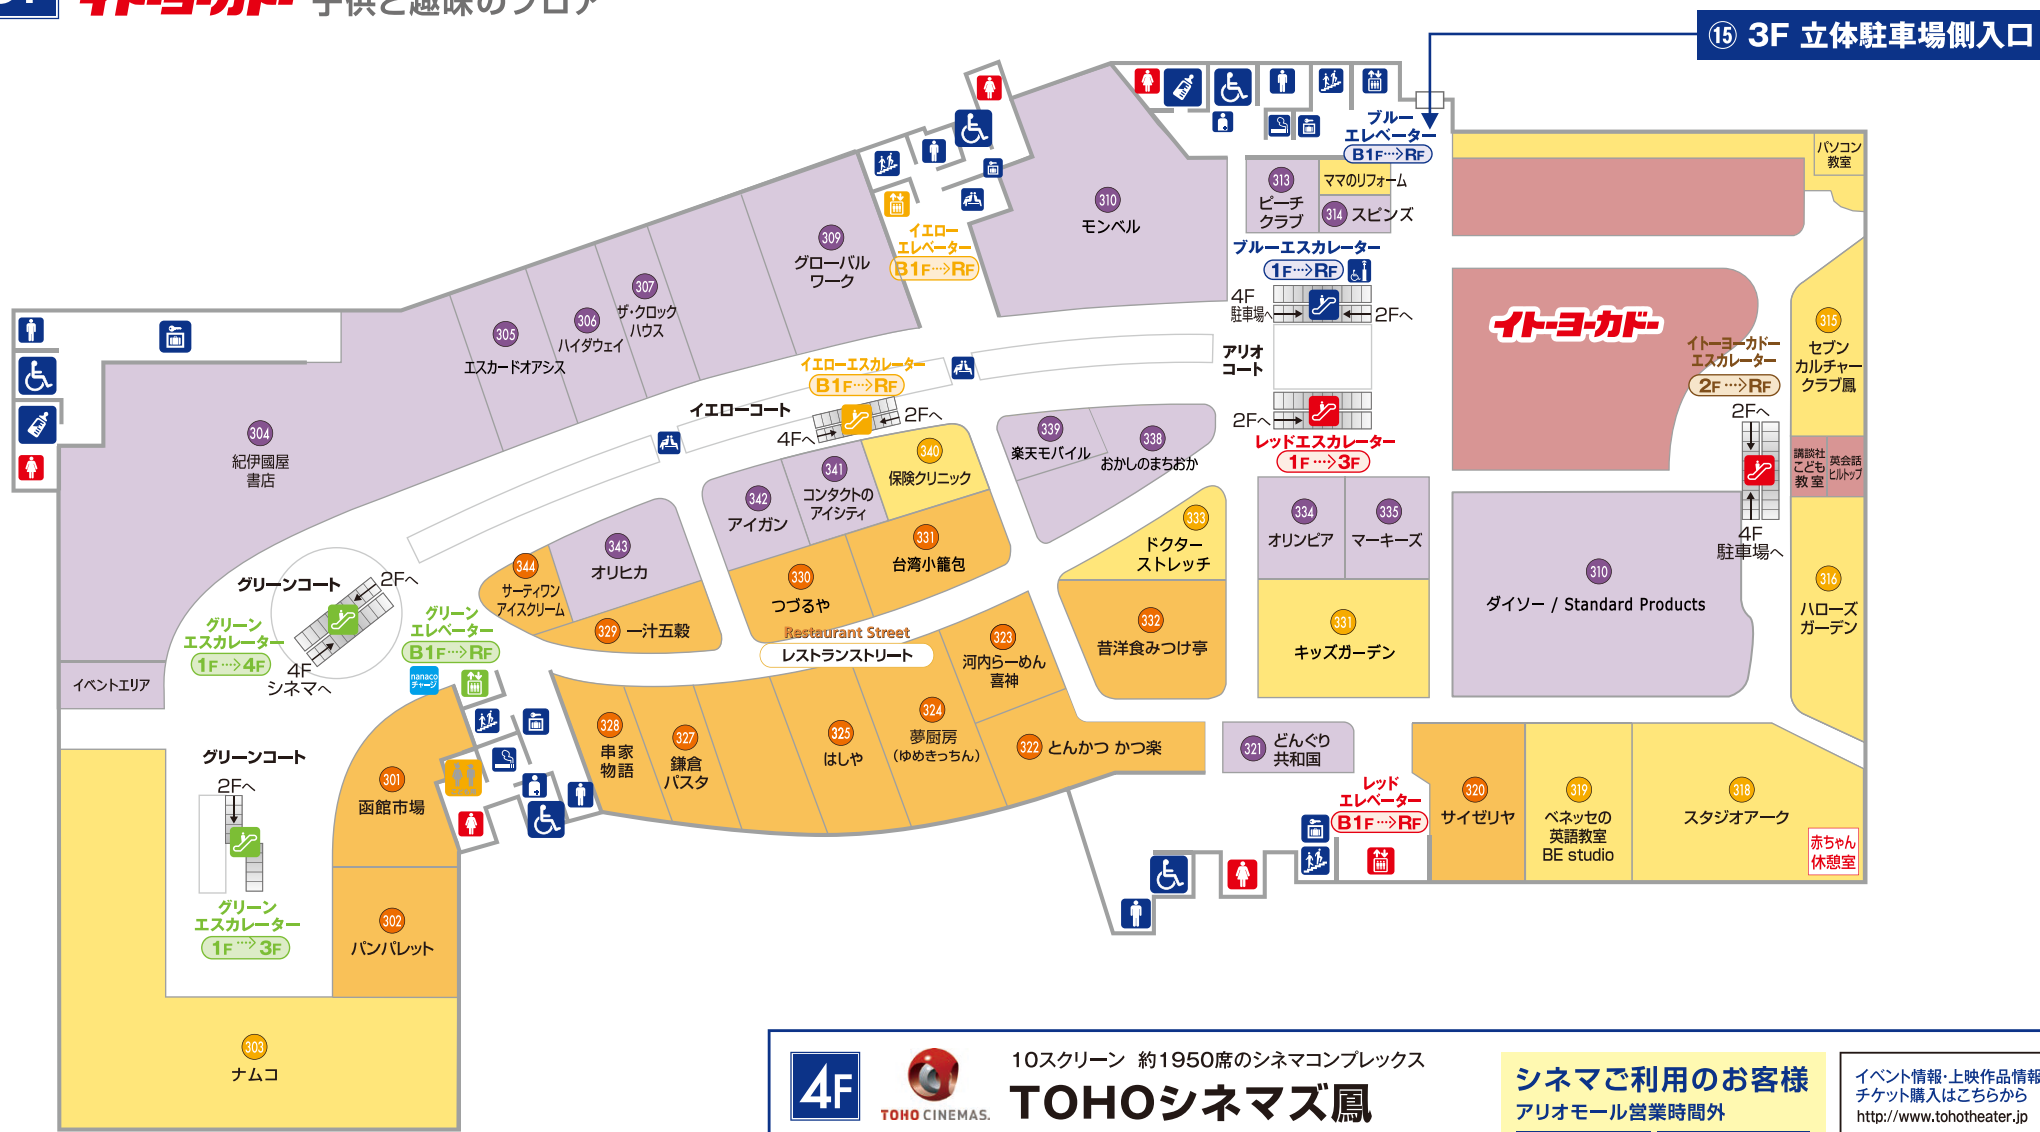 イトーヨーカドー 子供と趣味のフロア
⑮ 3F 立体駐車場側入口
ブルー
エレベーター
B1F→RF
パソコン
教室
313
ピーチ
クラブ
ママのリフォーム
314 スピンズ
310
モンベル
309
グローバル
ワーク
イエロー
エレベーター
B1F→RF
307
ザ・クロック
ハウス
306
ハイダウェイ
305
エスカードオアシス
304
紀伊國屋
書店
ブルーエスカレーター
1F→RF
4F
駐車場へ
2Fへ
アリオ
コート
2Fへ
レッドエスカレーター
1F→3F
イトーヨーカドー
イトーヨーカドー
エスカレーター
2F→RF
2Fへ
4F
駐車場へ
315
セブン
カルチャー
クラブ鳳
講談社
こども
教室
英会話
ヒルトップ
316
ハローズ
ガーデン
イエローエスカレーター
B1F→RF
イエローコート
2Fへ
4Fへ
339
楽天モバイル
338
おかしのまちおか
340
保険クリニック
341
コンタクトの
アイシティ
342
アイガン
343
オリヒカ
344
サーティワン
アイスクリーム
329 一汁五穀
330
つづるや
331
台湾小籠包
333
ドクター
ストレッチ
332
昔洋食みつけ亭
334
オリンピア
335
マーキーズ
331
キッズガーデン
310
ダイソー / Standard Products
グリーンコート
2Fへ
グリーン
エスカレーター
1F→4F
4F
シネマへ
グリーン
エレベーター
B1F→RF
nanaco
チャージ
イベントエリア
Restaurant Street
レストランストリート
323
河内らーめん
喜神
322 とんかつ かつ楽
324
夢厨房
(ゆめきっちん)
325
はしや
327
鎌倉
パスタ
328
串家
物語
321 どんぐり
共和国
レッド
エレベーター
B1F→RF
320
サイゼリヤ
319
ベネッセの
英語教室
BE studio
318
スタジオアーク
赤ちゃん
休憩室
グリーンコート
2Fへ
グリーン
エスカレーター
1F→3F
301
函館市場
302
パンパレット
303
ナムコ
4F
TOHO CINEMAS.
10スクリーン 約1950席のシネマコンプレックス
TOHOシネマズ鳳
シネマご利用のお客様
アリオモール営業時間外
イベント情報・上映作品情報
チケット購入はこちらから
http://www.tohotheater.jp